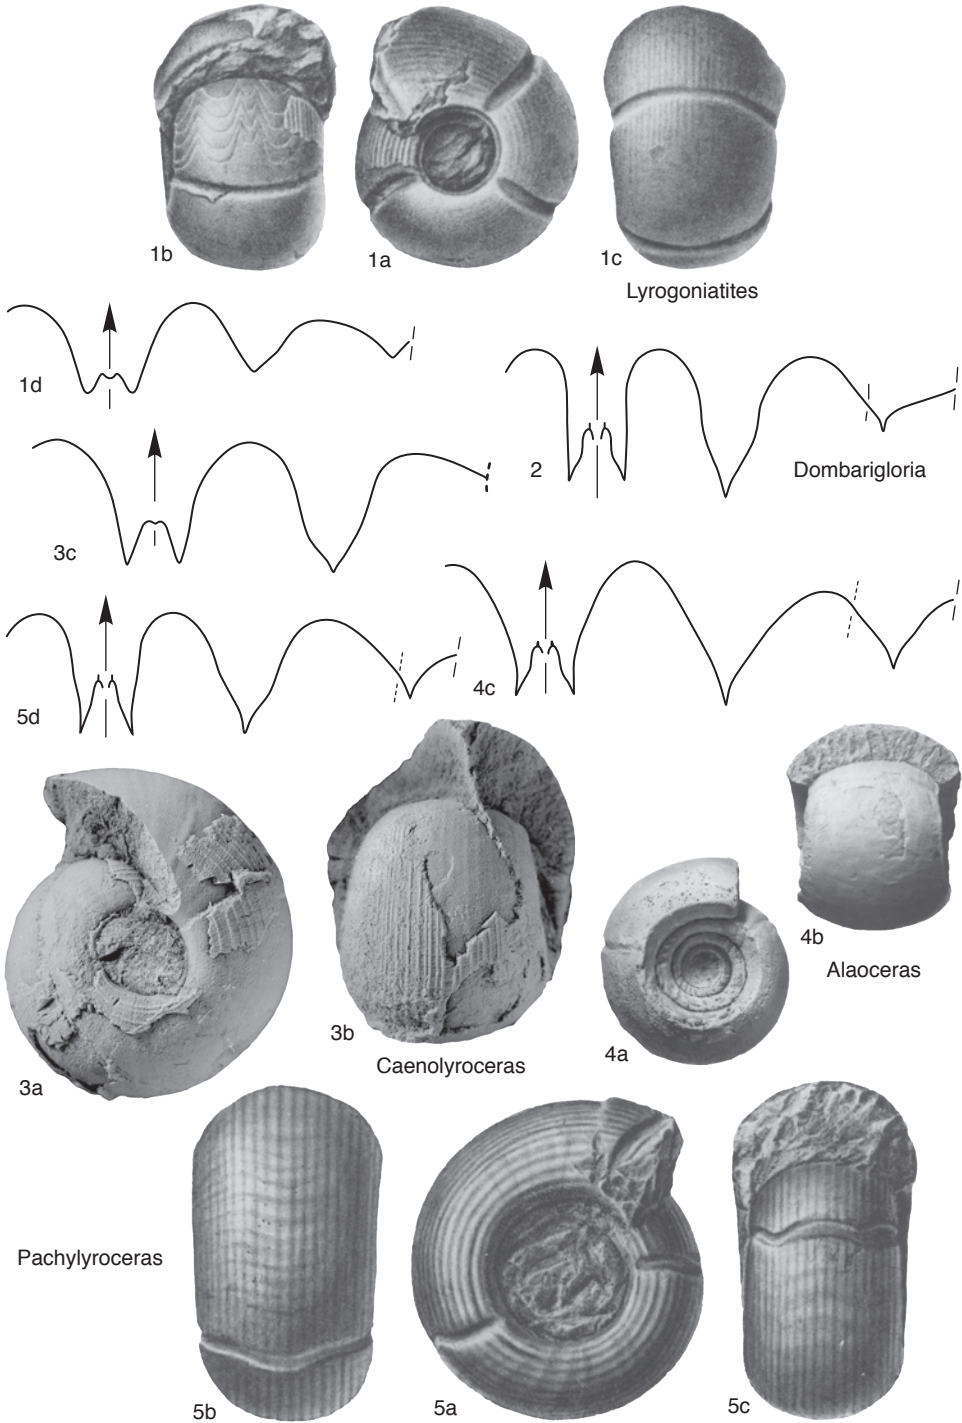 1b
1a
1c
Lyrogoniatites
1d
2
Dombarigloria
3c
5d
4c
3a
3b
Caenolyroceras
4a
4b
Alaoceras
Pachylyroceras
5b
5a
5c